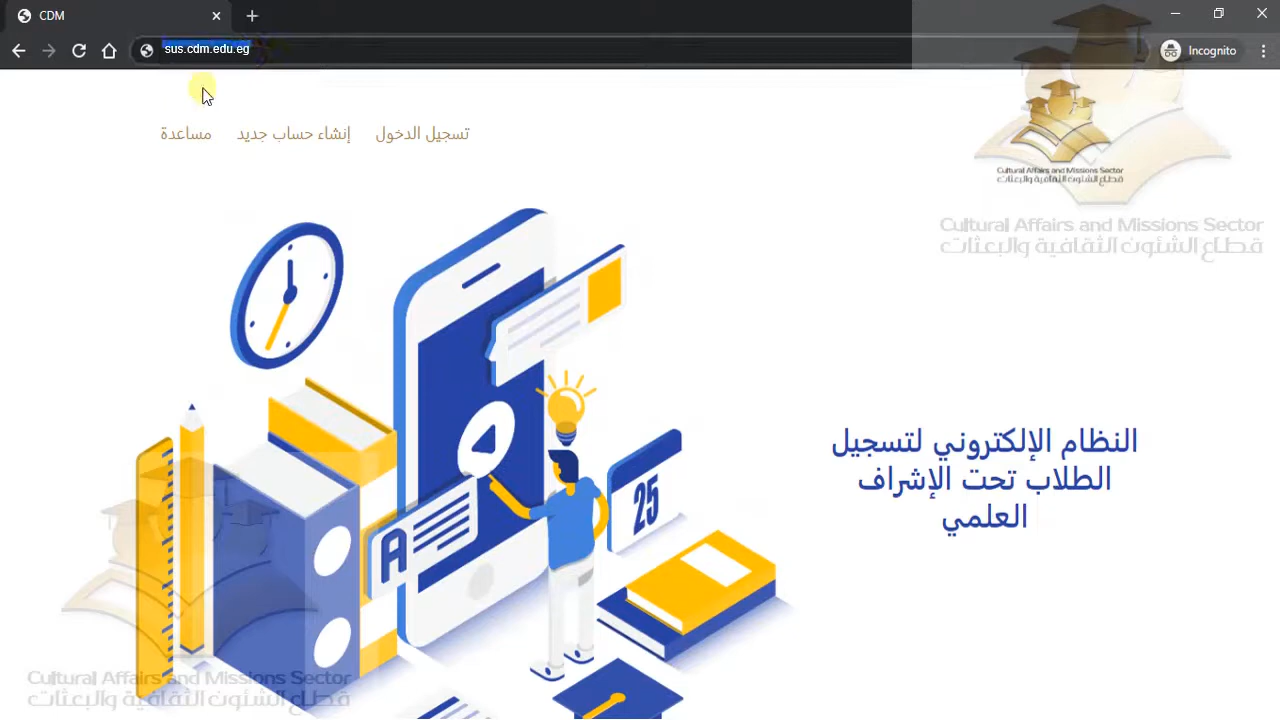 CDM
sus.cdm.edu.eg
Incognito
تسجيل الدخول
إنشاء حساب جديد
مساعدة
Cultural Affairs and Missions Sector
قطاع الشئون الثقافية والبعثات
Cultural Affairs and Missions Sector
قطاع الشئون الثقافية والبعثات
النظام الإلكتروني لتسجيل
الطلاب تحت الإشراف
العلمي
25
A
Cultural Affairs and Missions Sector
قطاع الشئون الثقافية والبعثات